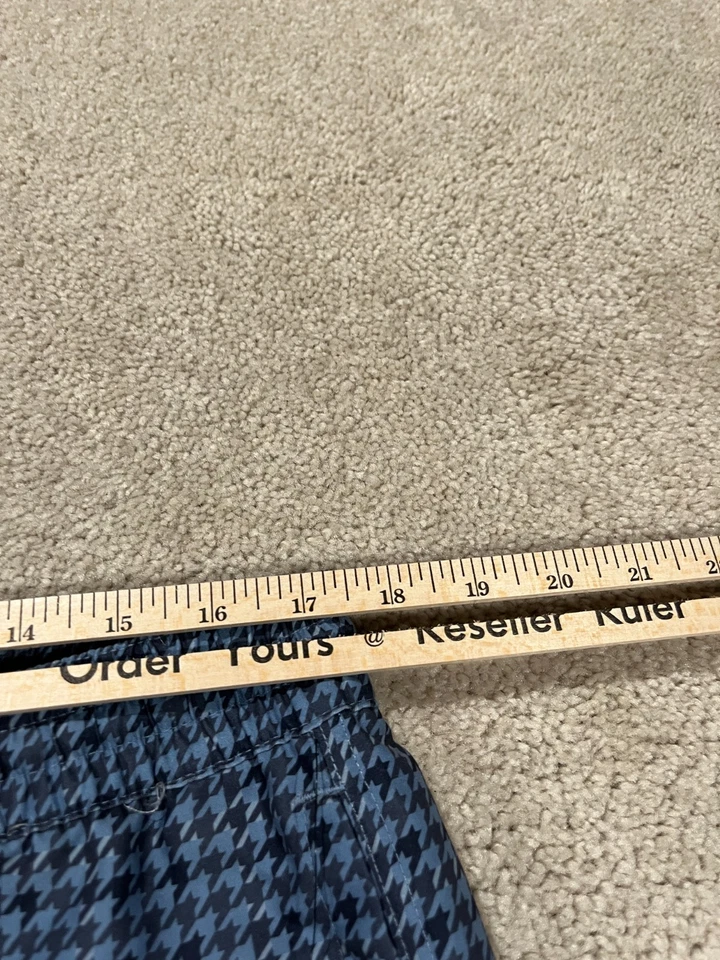 14 15 16 17 18 19 20 21
Order Yours @ Reseller Ruler